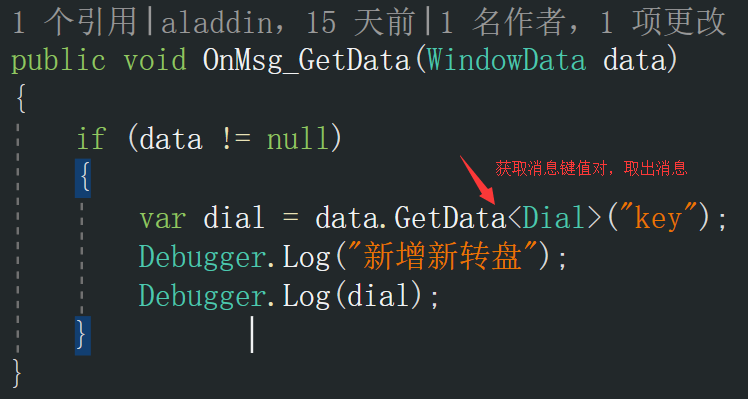 1 个引用|aladdin，15 天前|1 名作者，1 项更改
public void OnMsg_GetData(WindowData data)
{
if (data != null)
{
获取消息键值对，取出消息
var dial = data.GetData<Dial>("key");
Debugger.Log("新增新转盘");
Debugger.Log(dial);
}
}